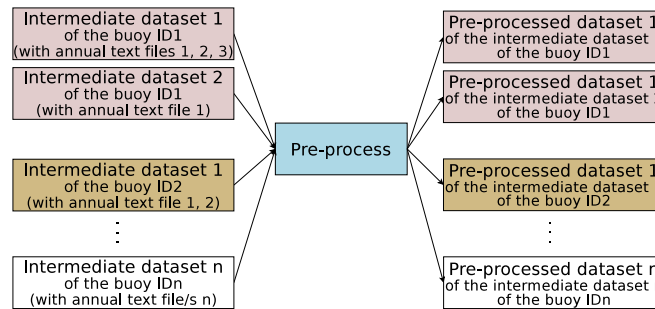 Intermediate dataset 1
of the buoy ID1
(with annual text files 1, 2, 3)
Intermediate dataset 2
of the buoy ID1
(with annual text file 1)
Intermediate dataset 1
of the buoy ID2
(with annual text file 1, 2)
Intermediate dataset n
of the buoy IDn
(with annual text file/s n)
Pre-process
Pre-processed dataset 1
of the intermediate dataset
of the buoy ID1
Pre-processed dataset 1
of the intermediate dataset
of the buoy ID1
Pre-processed dataset 1
of the intermediate dataset
of the buoy ID2
Pre-processed dataset n
of the intermediate dataset
of the buoy IDn